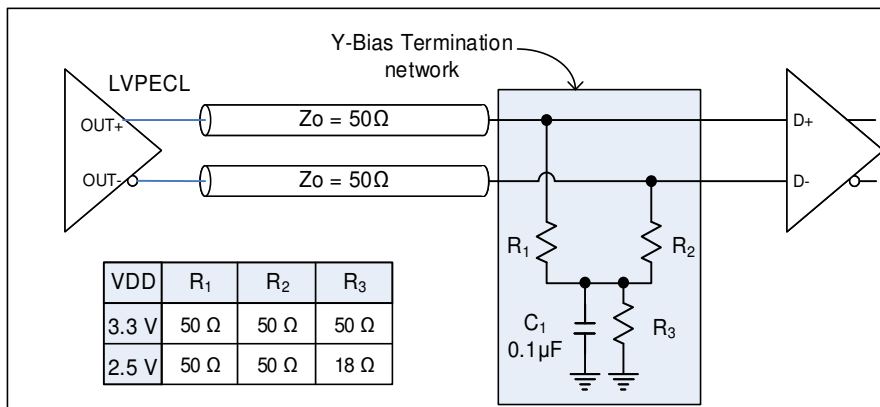 Y-Bias Termination
network
LVPECL
OUT+
Zo = 50Ω
D+
OUT-
Zo = 50Ω
D-
R1
R2
VDD R1 R2 R3
3.3 V 50 Ω 50 Ω 50 Ω
2.5 V 50 Ω 50 Ω 18 Ω
C1
0.1µF
R3